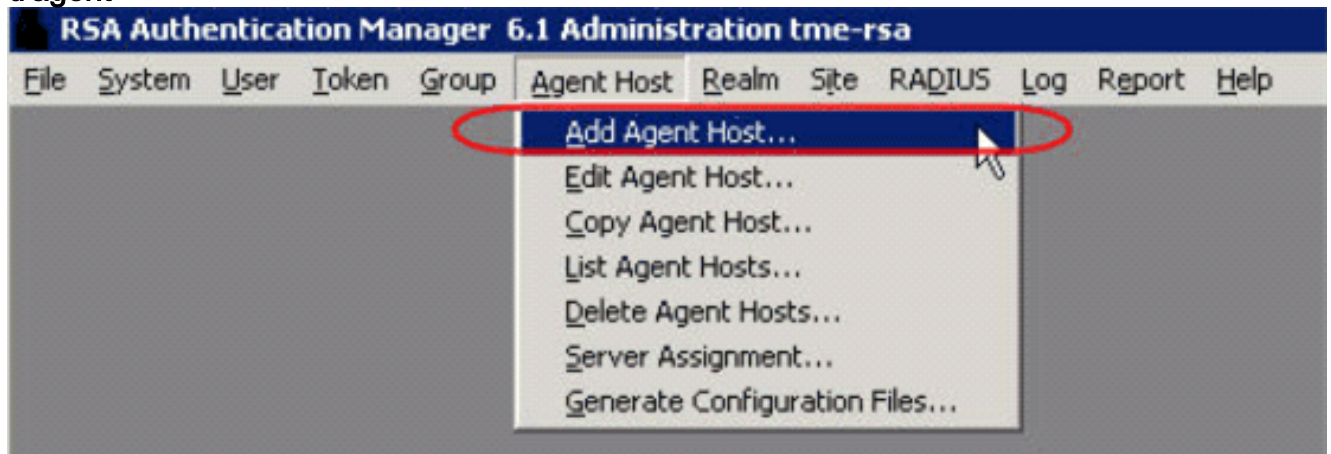 d'agent
RSA Authentication Manager 6.1 Administration tme-rsa
File System User Token Group Agent Host Realm Site RADIUS Log Report Help
Add Agent Host...
Edit Agent Host...
Copy Agent Host...
List Agent Hosts...
Delete Agent Hosts...
Server Assignment...
Generate Configuration Files...